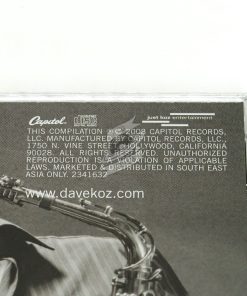 Capitol
just koz entertainment
THIS COMPILATION ℗© 2008 CAPITOL RECORDS,
LLC. MANUFACTURED BY CAPITOL RECORDS, LLC.,
1750 N. VINE STREET, HOLLYWOOD, CALIFORNIA
90028. ALL RIGHTS RESERVED. UNAUTHORIZED
REPRODUCTION IS A VIOLATION OF APPLICABLE
LAWS. MARKETED & DISTRIBUTED IN SOUTH EAST
ASIA ONLY. 2341632
www.davekoz.com